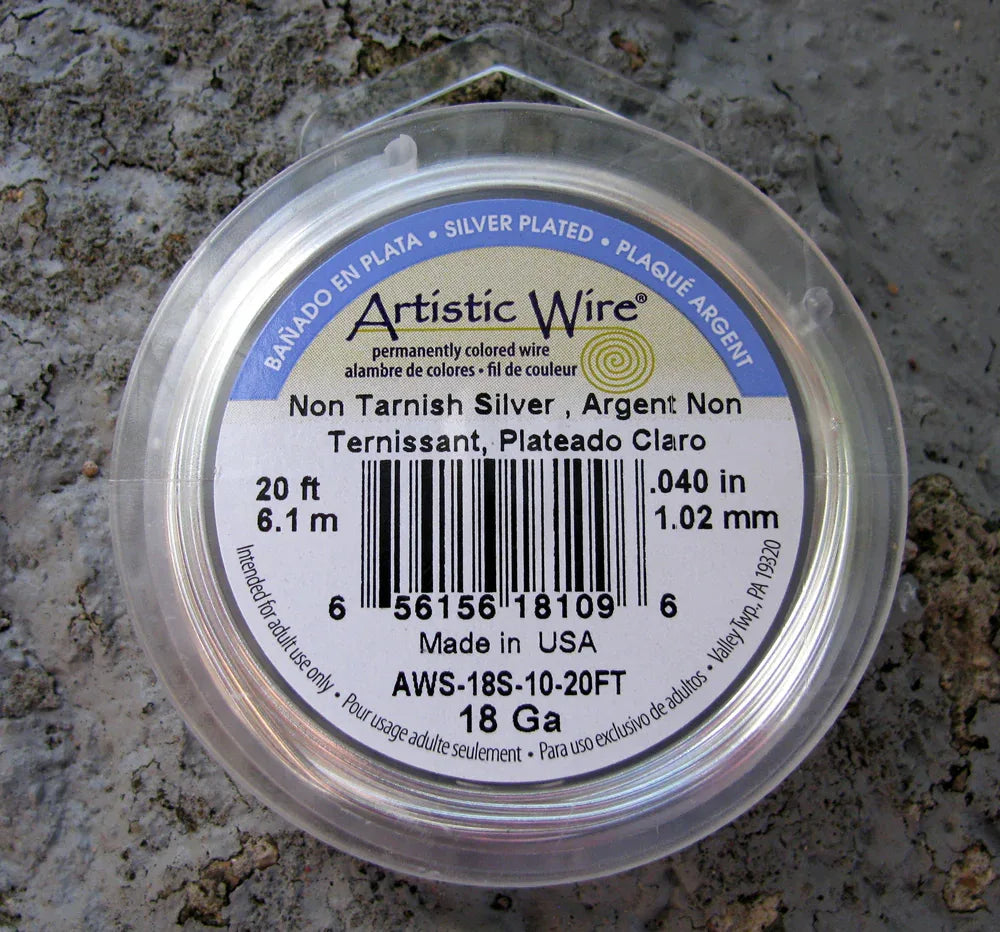 BAÑADO EN PLATA • SILVER PLATED • PLAQUÉ ARGENT
Artistic Wire®
permanently colored wire
alambre de colores • fil de couleur
Non Tarnish Silver , Argent Non
Ternissant, Plateado Claro
20 ft
6.1 m
.040 in
1.02 mm
6 56156 18109 6
Made in USA
AWS-18S-10-20FT
18 Ga
Intended for adult use only • Pour usage adulte seulement • Para uso exclusivo de adultos • Valley Twp., PA 19320